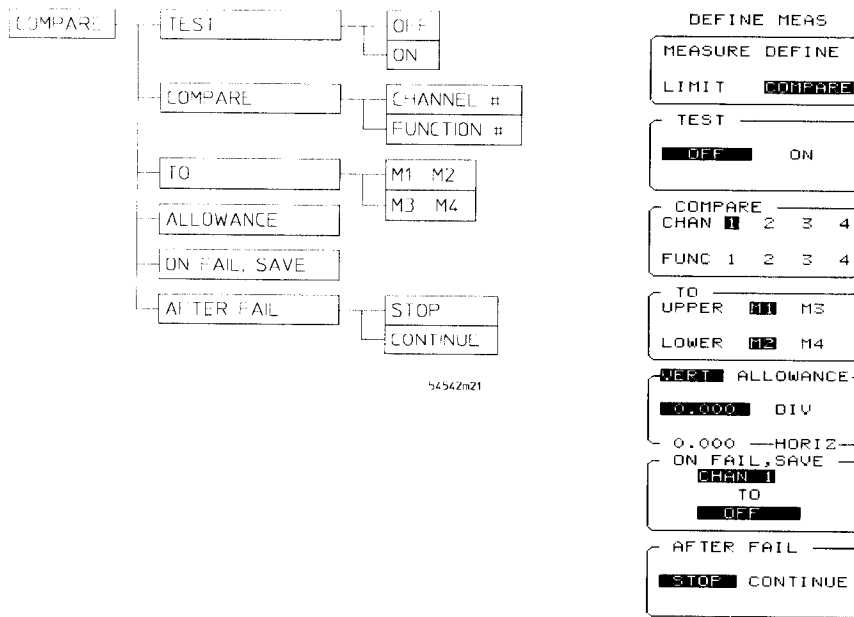 COMPARE
TEST
OFF
ON
COMPARE
CHANNEL #
FUNCTION #
TO
M1 M2
M3 M4
ALLOWANCE
ON FAIL, SAVE
AFTER FAIL
STOP
CONTINUE
54542m21
DEFINE MEAS
MEASURE DEFINE
LIMIT COMPARE
TEST
OFF ON
COMPARE
CHAN 1 2 3 4
FUNC 1 2 3 4
TO
UPPER M1 M3
LOWER M2 M4
VERT ALLOWANCE
0.000 DIV
0.000 HORIZ
ON FAIL,SAVE
CHAN 1
TO
OFF
AFTER FAIL
STOP CONTINUE